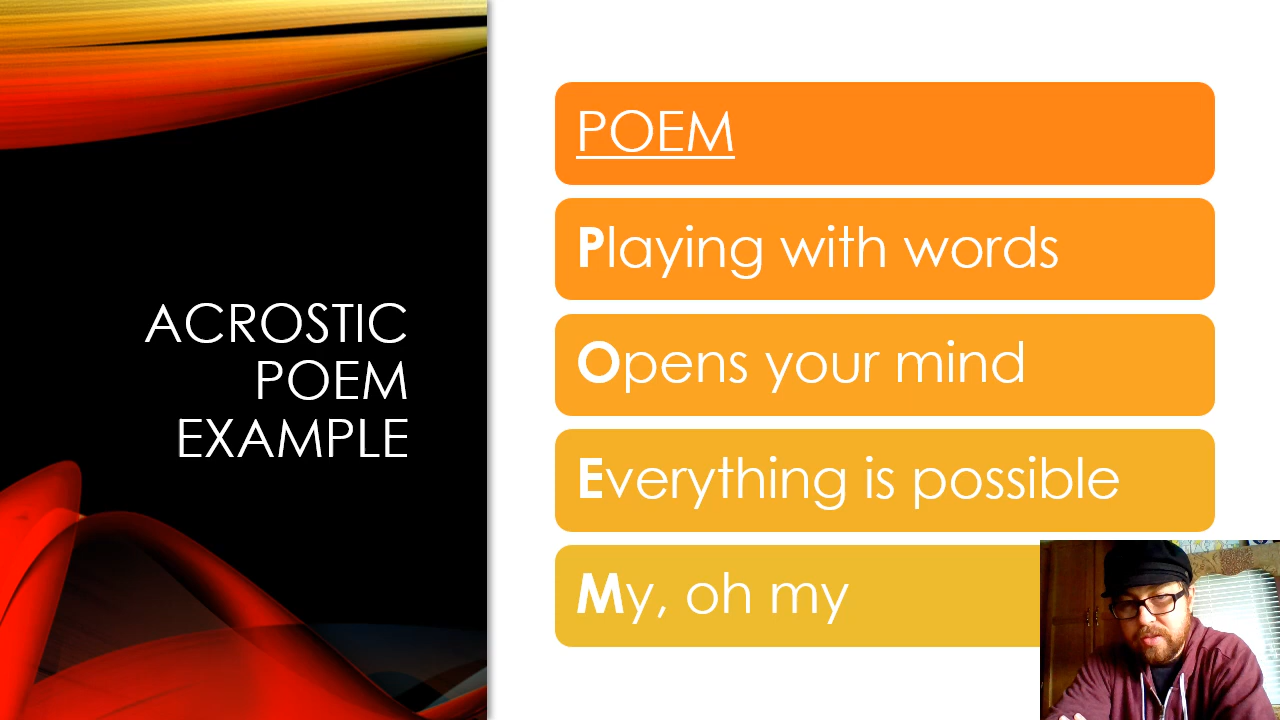 ACROSTIC
POEM
EXAMPLE
POEM
Playing with words
Opens your mind
Everything is possible
My, oh my